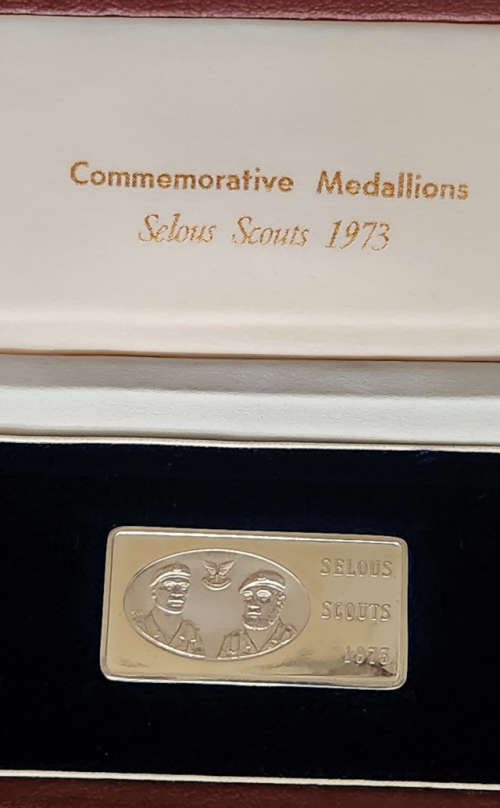 Commemorative Medallions
Selous Scouts 1973
SELOUS
SCOUTS
1973